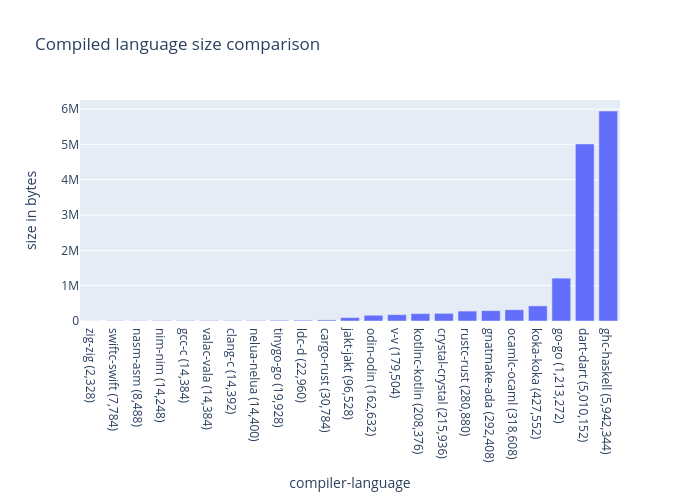 Compiled language size comparison
size in bytes
6M
5M
4M
3M
2M
1M
0
zig-zig (2,328)
swiftc-swift (7,784)
nasm-asm (8,488)
nim-nim (14,248)
gcc-c (14,384)
valac-vala (14,384)
clang-c (14,392)
nelua-nelua (14,400)
tinygo-go (19,928)
ldc-d (22,960)
cargo-rust (30,784)
jakt-jakt (96,528)
odin-odin (162,632)
v-v (179,504)
kotlinc-kotlin (208,376)
crystal-crystal (215,936)
rustc-rust (280,880)
gnatmake-ada (292,408)
ocamlc-ocaml (318,608)
koka-koka (427,552)
go-go (1,213,272)
dart-dart (5,010,152)
ghc-haskell (5,942,344)
compiler-language